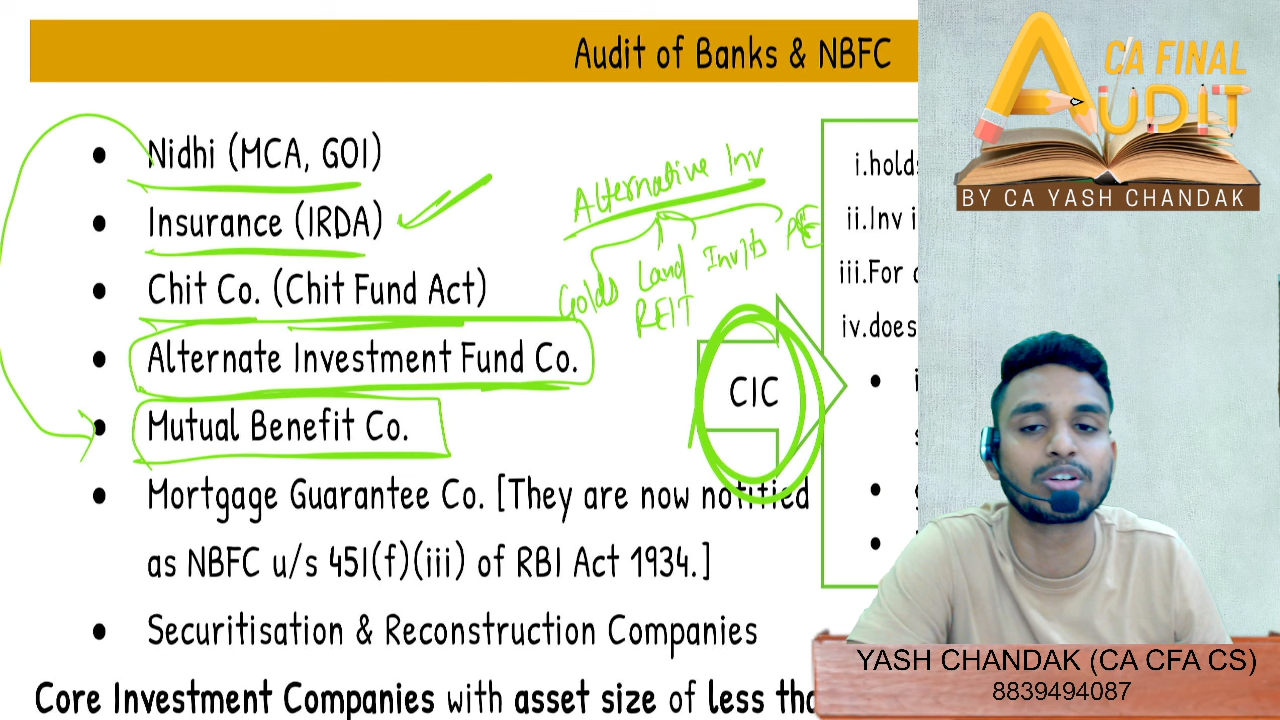 Audit of Banks & NBFC
CA FINAL
AUDIT
BY CA YASH CHANDAK
Nidhi (MCA, GOI)
Insurance (IRDA)
Chit Co. (Chit Fund Act)
Alternate Investment Fund Co.
Mutual Benefit Co.
Mortgage Guarantee Co. [They are now notified
as NBFC u/s 45I(f)(iii) of RBI Act 1934.]
Securitisation & Reconstruction Companies
Core Investment Companies with asset size of less tha
Alternative Inv
Golds Land Invits PE
REIT
CIC
i.holds
ii.Inv i
iii.For
iv.does
YASH CHANDAK (CA CFA CS)
8839494087